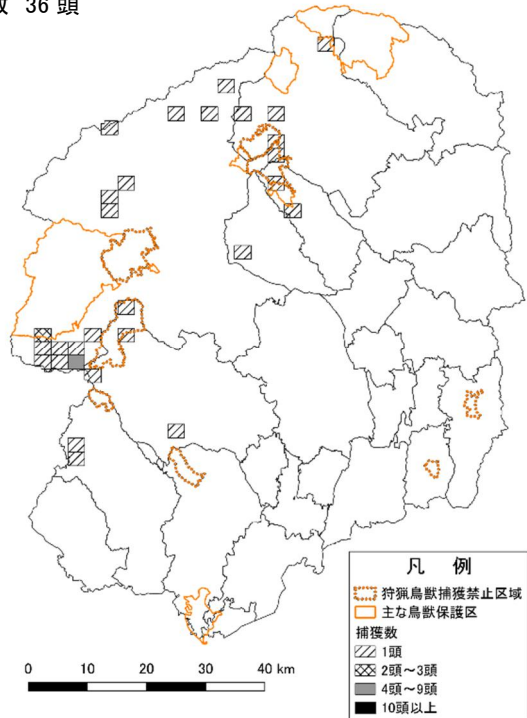 数 36 頭
凡 例
狩猟鳥獣捕獲禁止区域
主な鳥獣保護区
捕獲数
1頭
2頭～3頭
4頭～9頭
10頭以上
0 10 20 30 40 km